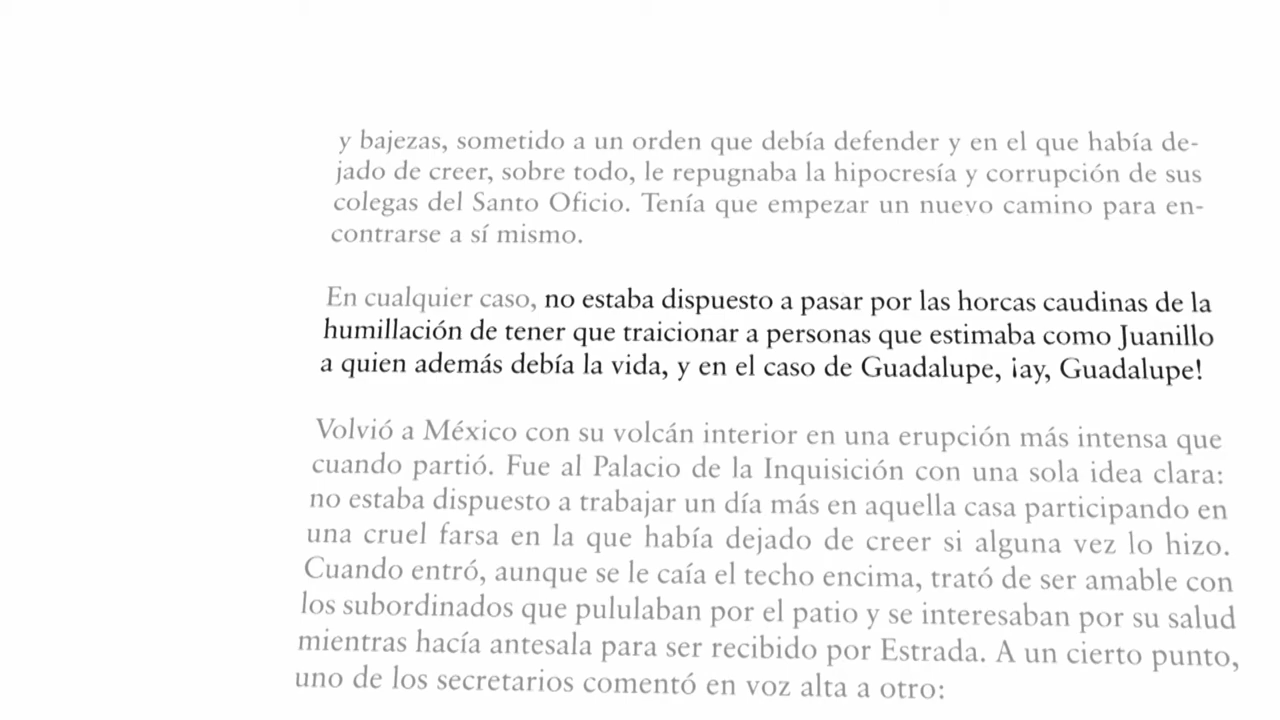 y bajezas, sometido a un orden que debía defender y en el que había de-
jado de creer, sobre todo, le repugnaba la hipocresía y corrupción de sus
colegas del Santo Oficio. Tenía que empezar un nuevo camino para en-
contrarse a sí mismo.
En cualquier caso, no estaba dispuesto a pasar por las horcas caudinas de la
humillación de tener que traicionar a personas que estimaba como Juanillo
a quien además debía la vida, y en el caso de Guadalupe, ¡ay, Guadalupe!
Volvió a México con su volcán interior en una erupción más intensa que
cuando partió. Fue al Palacio de la Inquisición con una sola idea clara:
no estaba dispuesto a trabajar un día más en aquella casa participando en
una cruel farsa en la que había dejado de creer si alguna vez lo hizo.
Cuando entró, aunque se le caía el techo encima, trató de ser amable con
los subordinados que pululaban por el patio y se interesaban por su salud
mientras hacía antesala para ser recibido por Estrada. A un cierto punto,
uno de los secretarios comentó en voz alta a otro: